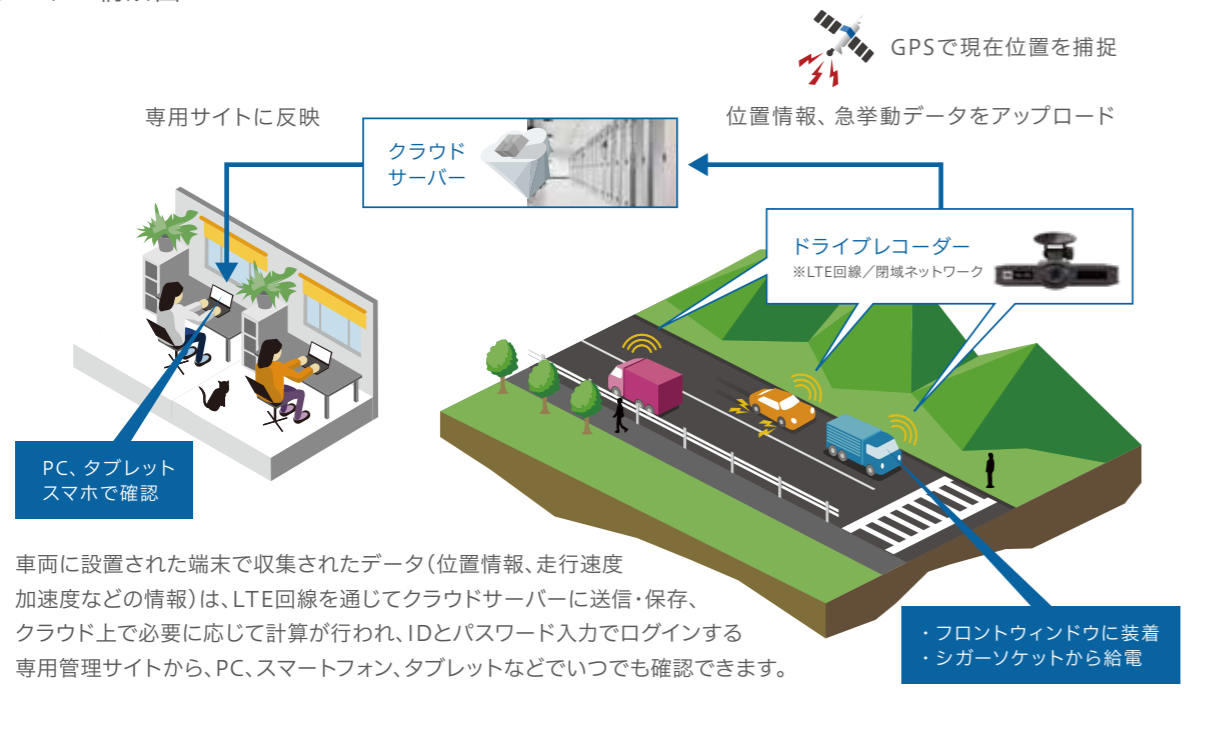 GPSで現在位置を捕捉
専用サイトに反映
位置情報、急挙動データをアップロード
クラウド
サーバー
ドライブレコーダー
※LTE回線／閉域ネットワーク
PC、タブレット
スマホで確認
車両に設置された端末で収集されたデータ（位置情報、走行速度
加速度などの情報）は、LTE回線を通じてクラウドサーバーに送信・保存、
クラウド上で必要に応じて計算が行われ、IDとパスワード入力でログインする
専用管理サイトから、PC、スマートフォン、タブレットなどでいつでも確認できます。
・フロントウィンドウに装着
・シガーソケットから給電